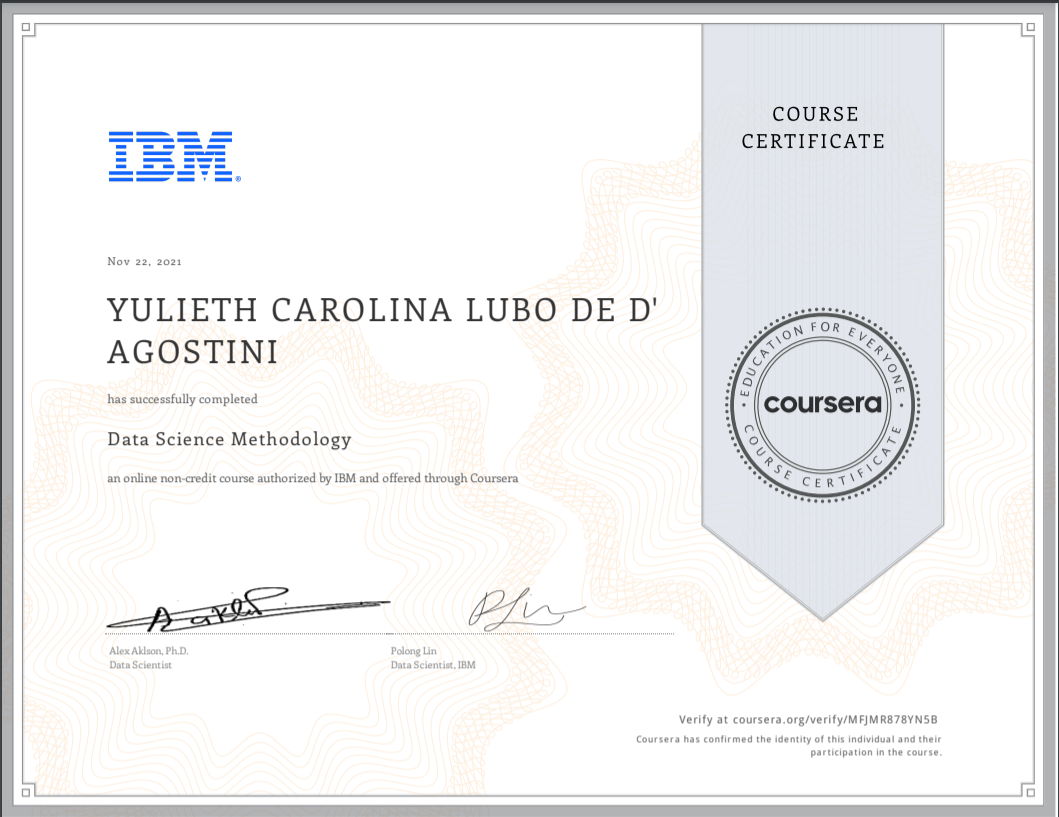 COURSE
CERTIFICATE
IBM®
Nov 22, 2021
YULIETH CAROLINA LUBO DE D'
AGOSTINI
has successfully completed
Data Science Methodology
an online non-credit course authorized by IBM and offered through Coursera
EDUCATION FOR EVERYONE
coursera
COURSE CERTIFICATE
Alex Aklson, Ph.D.
Data Scientist
Polong Lin
Data Scientist, IBM
Verify at coursera.org/verify/MFJMR878YN5B
Coursera has confirmed the identity of this individual and their
participation in the course.